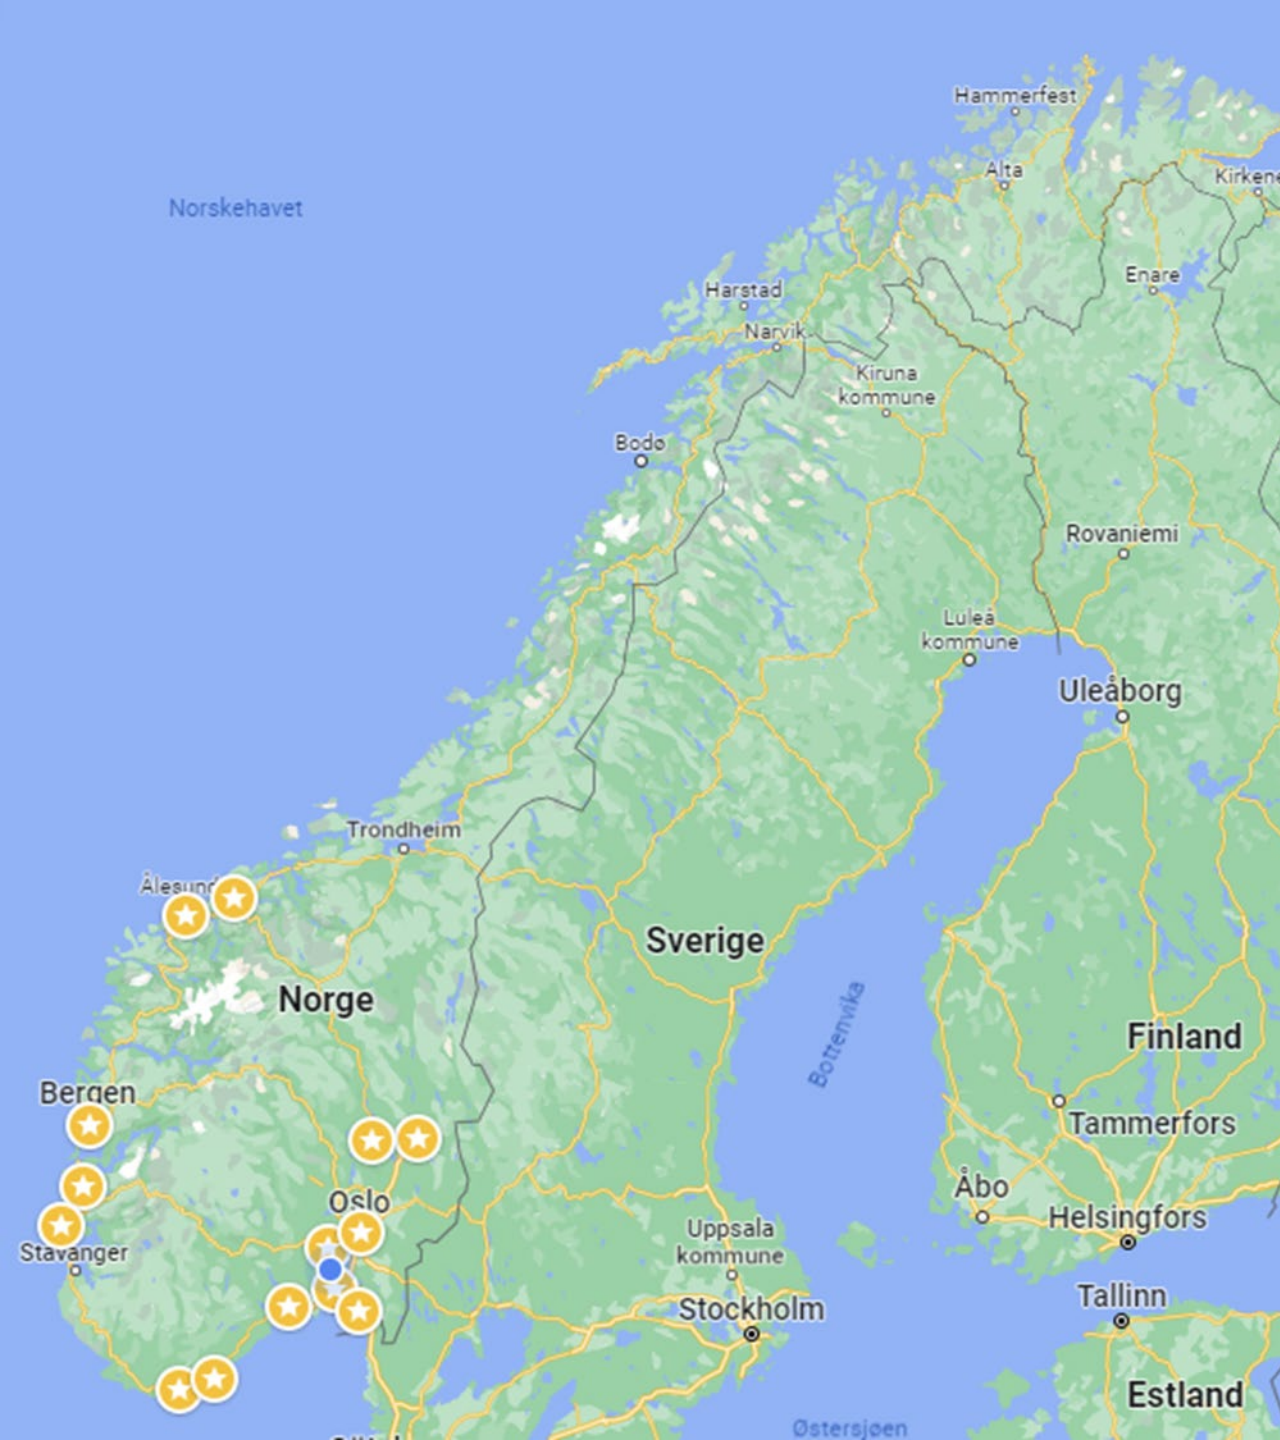 Hammerfest
Alta
Kirkene
Norskehavet
Enare
Harstad
Narvik
Kiruna
kommune
Bodø
Rovaniemi
Luleå
kommune
Uleåborg
Trondheim
Ålesund
Sverige
Norge
Bottenvika
Finland
Bergen
Tammerfors
Åbo
Oslo
Helsingfors
Uppsala
kommune
Stavanger
Tallinn
Stockholm
Estland
Østersjøen